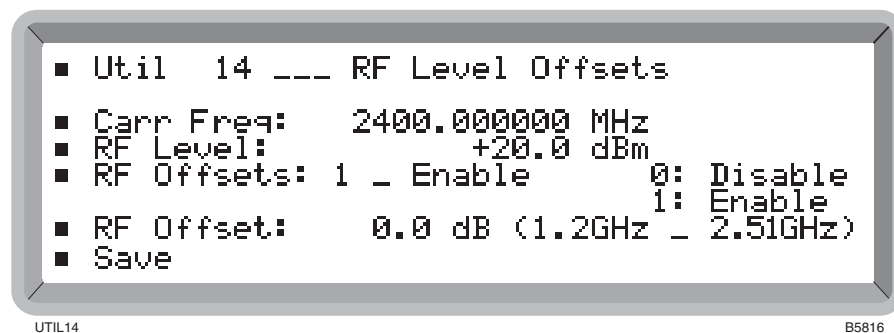 Util 14 ___ RF Level Offsets
Carr Freq: 2400.000000 MHz
RF Level: +20.0 dBm
RF Offsets: 1 _ Enable 0: Disable
1: Enable
RF Offset: 0.0 dB (1.2GHz _ 2.51GHz)
Save
UTIL14 B5816